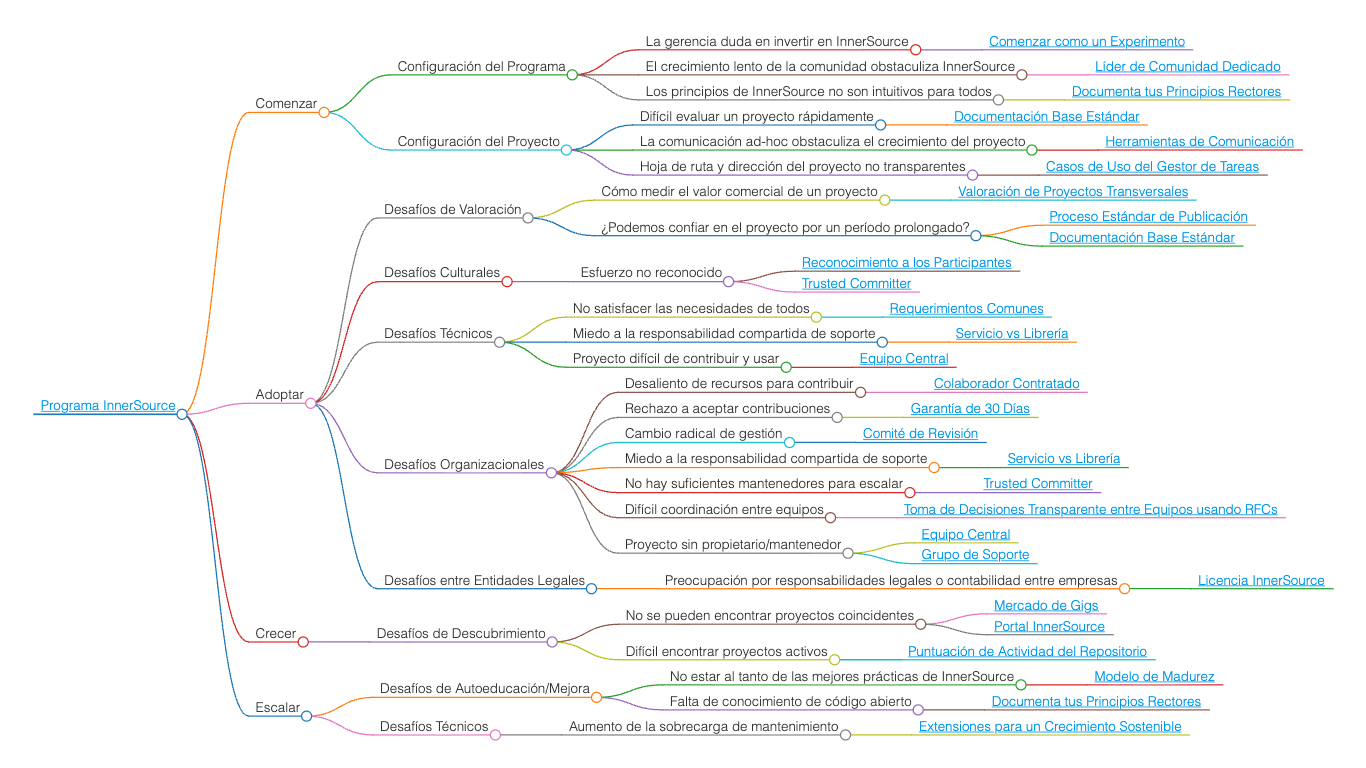 Programa InnerSource
Comenzar
Configuración del Programa
La gerencia duda en invertir en InnerSource
Comenzar como un Experimento
El crecimiento lento de la comunidad obstaculiza InnerSource
Líder de Comunidad Dedicado
Los principios de InnerSource no son intuitivos para todos
Documenta tus Principios Rectores
Configuración del Proyecto
Difícil evaluar un proyecto rápidamente
Documentación Base Estándar
La comunicación ad-hoc obstaculiza el crecimiento del proyecto
Herramientas de Comunicación
Hoja de ruta y dirección del proyecto no transparentes
Casos de Uso del Gestor de Tareas
Adoptar
Desafíos de Valoración
Cómo medir el valor comercial de un proyecto
Valoración de Proyectos Transversales
¿Podemos confiar en el proyecto por un período prolongado?
Proceso Estándar de Publicación
Documentación Base Estándar
Desafíos Culturales
Esfuerzo no reconocido
Reconocimiento a los Participantes
Trusted Committer
Desafíos Técnicos
No satisfacer las necesidades de todos
Requerimientos Comunes
Miedo a la responsabilidad compartida de soporte
Servicio vs Librería
Proyecto difícil de contribuir y usar
Equipo Central
Desafíos Organizacionales
Desaliento de recursos para contribuir
Colaborador Contratado
Rechazo a aceptar contribuciones
Garantía de 30 Días
Cambio radical de gestión
Comité de Revisión
Miedo a la responsabilidad compartida de soporte
Servicio vs Librería
No hay suficientes mantenedores para escalar
Trusted Committer
Difícil coordinación entre equipos
Toma de Decisiones Transparente entre Equipos usando RFCs
Proyecto sin propietario/mantenedor
Equipo Central
Grupo de Soporte
Desafíos entre Entidades Legales
Preocupación por responsabilidades legales o contabilidad entre empresas
Licencia InnerSource
Crecer
Desafíos de Descubrimiento
No se pueden encontrar proyectos coincidentes
Mercado de Gigs
Portal InnerSource
Difícil encontrar proyectos activos
Puntuación de Actividad del Repositorio
Escalar
Desafíos de Autoeducación/Mejora
No estar al tanto de las mejores prácticas de InnerSource
Modelo de Madurez
Falta de conocimiento de código abierto
Documenta tus Principios Rectores
Desafíos Técnicos
Aumento de la sobrecarga de mantenimiento
Extensiones para un Crecimiento Sostenible